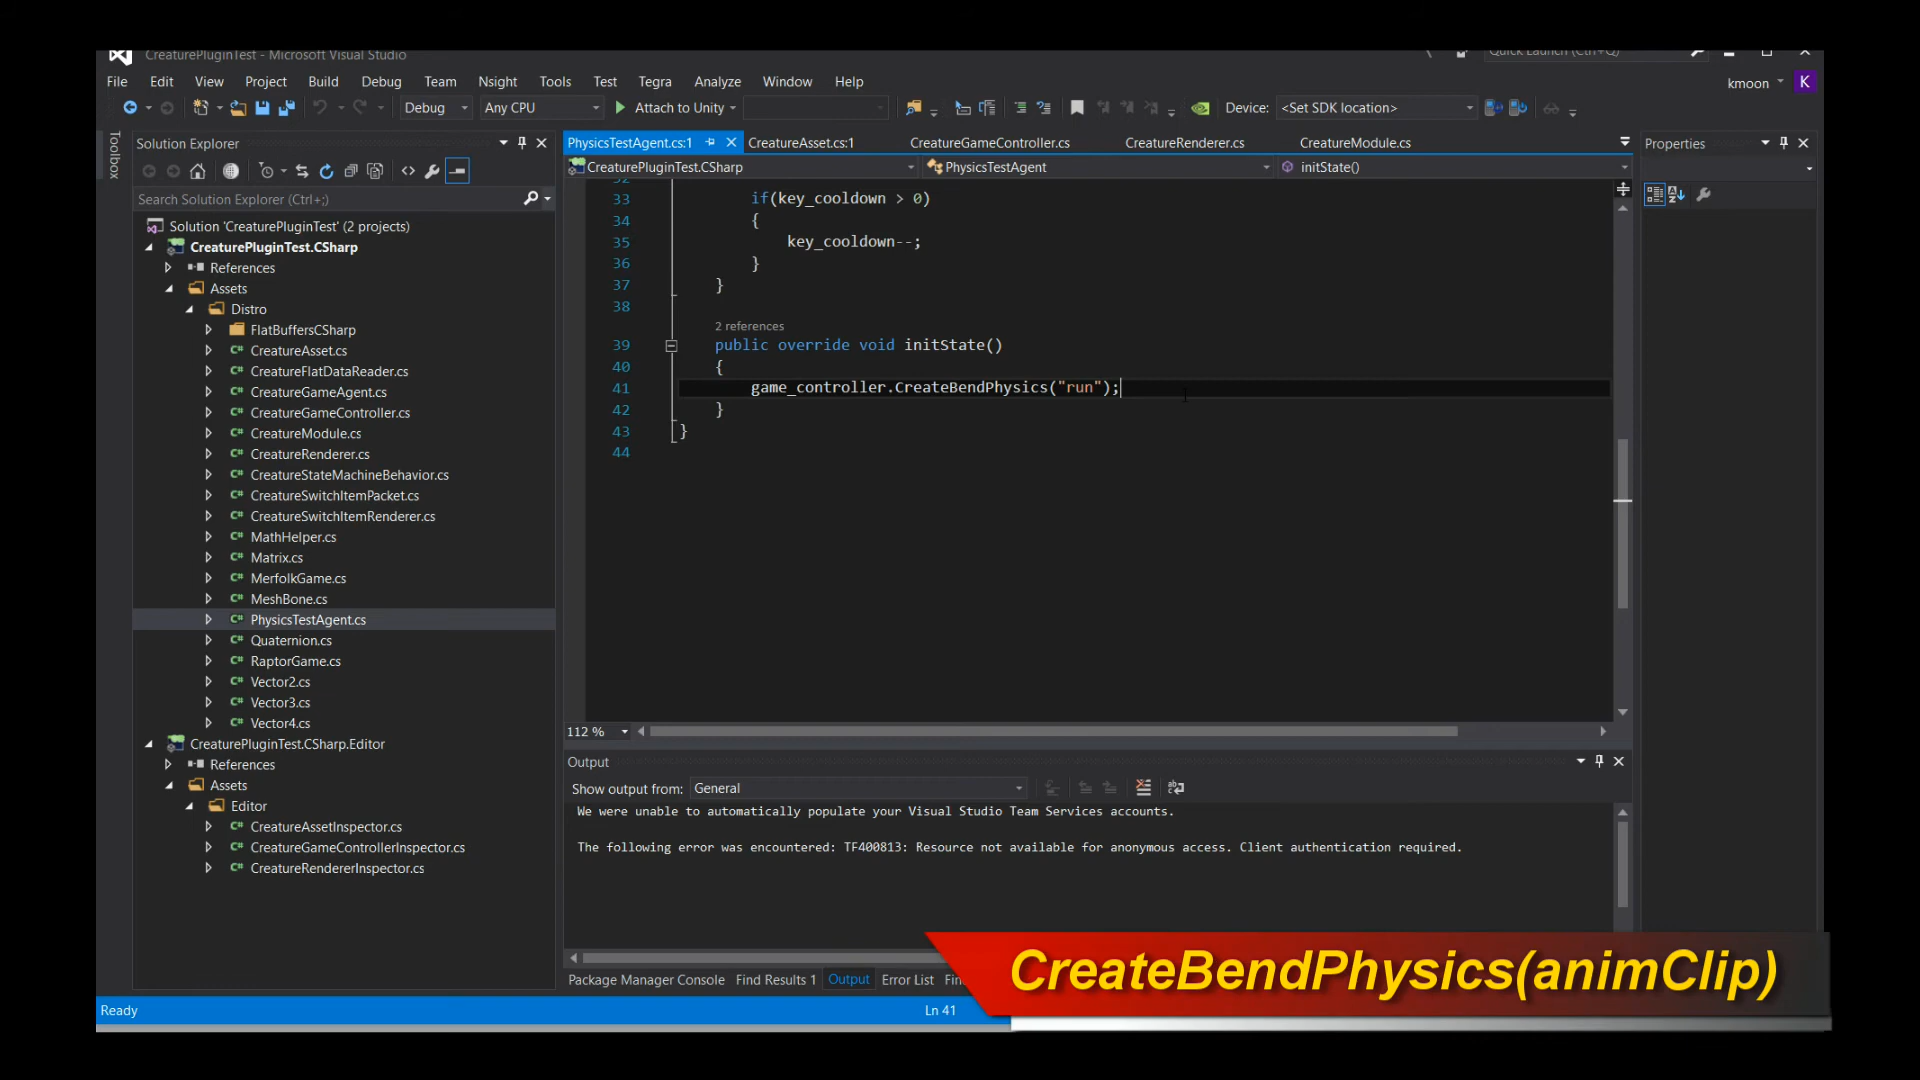 CreaturePluginTest - Microsoft Visual Studio
Quick Launch (Ctrl+Q)
File Edit View Project Build Debug Team Nsight Tools Test Tegra Analyze Window Help
kmoon K
Debug Any CPU Attach to Unity Device: <Set SDK location>
Toolbox
Solution Explorer
Search Solution Explorer (Ctrl+;)
Solution 'CreaturePluginTest' (2 projects)
CreaturePluginTest.CSharp
References
Assets
Distro
FlatBuffersCSharp
C# CreatureAsset.cs
C# CreatureFlatDataReader.cs
C# CreatureGameAgent.cs
C# CreatureGameController.cs
C# CreatureModule.cs
C# CreatureRenderer.cs
C# CreatureStateMachineBehavior.cs
C# CreatureSwitchItemPacket.cs
C# CreatureSwitchItemRenderer.cs
C# MathHelper.cs
C# Matrix.cs
C# MerfolkGame.cs
C# MeshBone.cs
C# PhysicsTestAgent.cs
C# Quaternion.cs
C# RaptorGame.cs
C# Vector2.cs
C# Vector3.cs
C# Vector4.cs
CreaturePluginTest.CSharp.Editor
References
Assets
Editor
C# CreatureAssetInspector.cs
C# CreatureGameControllerInspector.cs
C# CreatureRendererInspector.cs
PhysicsTestAgent.cs:1 CreatureAsset.cs:1 CreatureGameController.cs CreatureRenderer.cs CreatureModule.cs
CreaturePluginTest.CSharp PhysicsTestAgent initState()
32
33 if(key_cooldown > 0)
34 {
35 key_cooldown--;
36 }
37 }
38
2 references
39 public override void initState()
40 {
41 game_controller.CreateBendPhysics("run");
42 }
43 }
44
112 %
Output
Show output from: General
We were unable to automatically populate your Visual Studio Team Services accounts.
The following error was encountered: TF400813: Resource not available for anonymous access. Client authentication required.
Package Manager Console Find Results 1 Output Error List
Properties
Ready Ln 41
CreateBendPhysics(animClip)